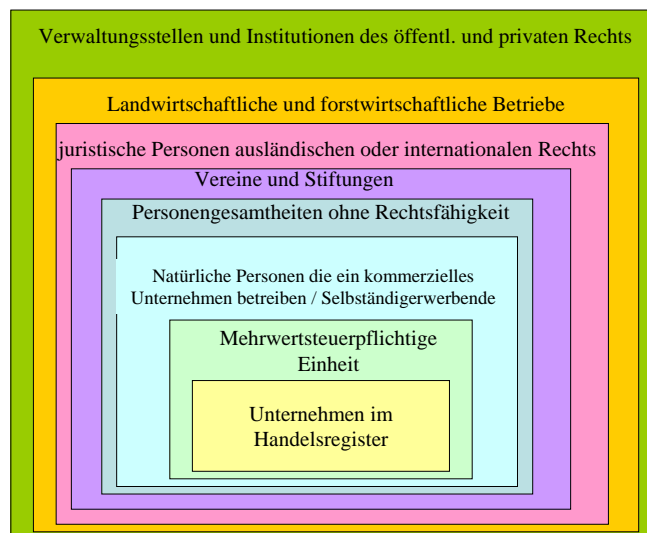 Verwaltungsstellen und Institutionen des öffentl. und privaten Rechts
Landwirtschaftliche und forstwirtschaftliche Betriebe
juristische Personen ausländischen oder internationalen Rechts
Vereine und Stiftungen
Personengesamtheiten ohne Rechtsfähigkeit
Natürliche Personen die ein kommerzielles
Unternehmen betreiben / Selbständigerwerbende
Mehrwertsteuerpflichtige
Einheit
Unternehmen im
Handelsregister